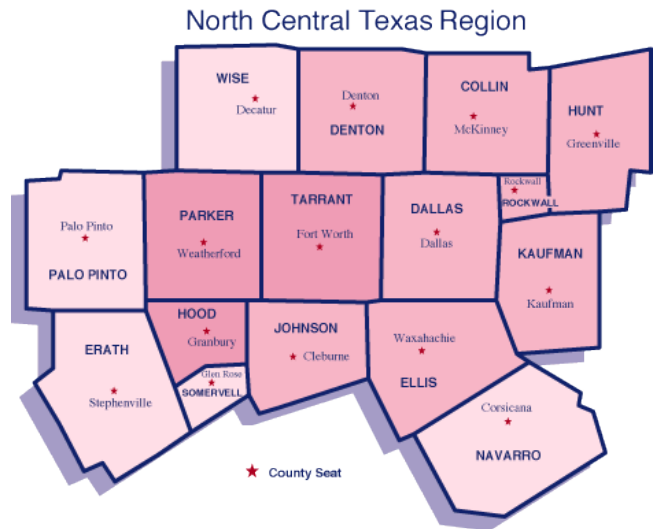 North Central Texas Region
WISE
Decatur
Denton
DENTON
COLLIN
McKinney
HUNT
Greenville
Palo Pinto
PALO PINTO
PARKER
Weatherford
TARRANT
Fort Worth
DALLAS
Dallas
Rockwall
ROCKWALL
KAUFMAN
Kaufman
ERATH
Stephenville
HOOD
Granbury
Glen Rose
SOMERVELL
JOHNSON
Cleburne
Waxahachie
ELLIS
Corsicana
NAVARRO
County Seat